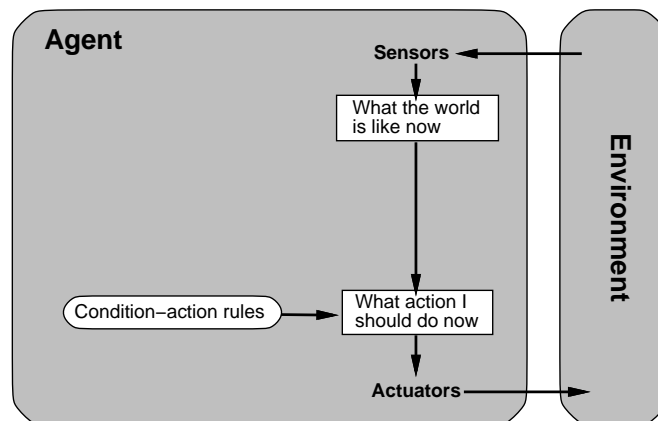 Agent
Sensors
What the world
is like now
Environment
Condition−action rules
What action I
should do now
Actuators